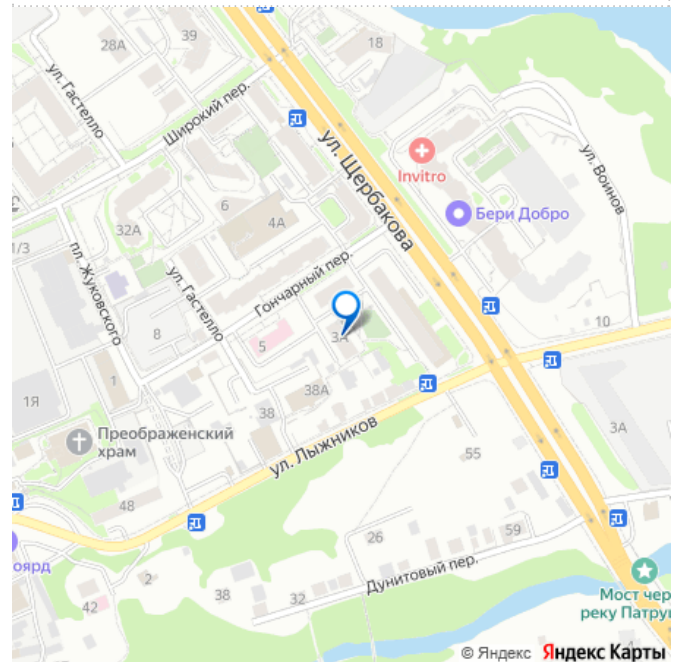 39
28А
18
ул. Гастелло
Широкий пер.
ул. Щербакова
Invitro
ул. Воинов
Бери Добро
6
4А
32А
1/3
пл. Жуковского
ул. Гастелло
Гончарный пер.
10
8
5
3А
1
38А
1Я
38
Преображенский
храм
ул. Лыжников
3А
55
48
59
26
Дунитовый пер.
оярд
2
38
32
42
Мост чер
реку Патру
4
© Яндекс Яндекс Карты